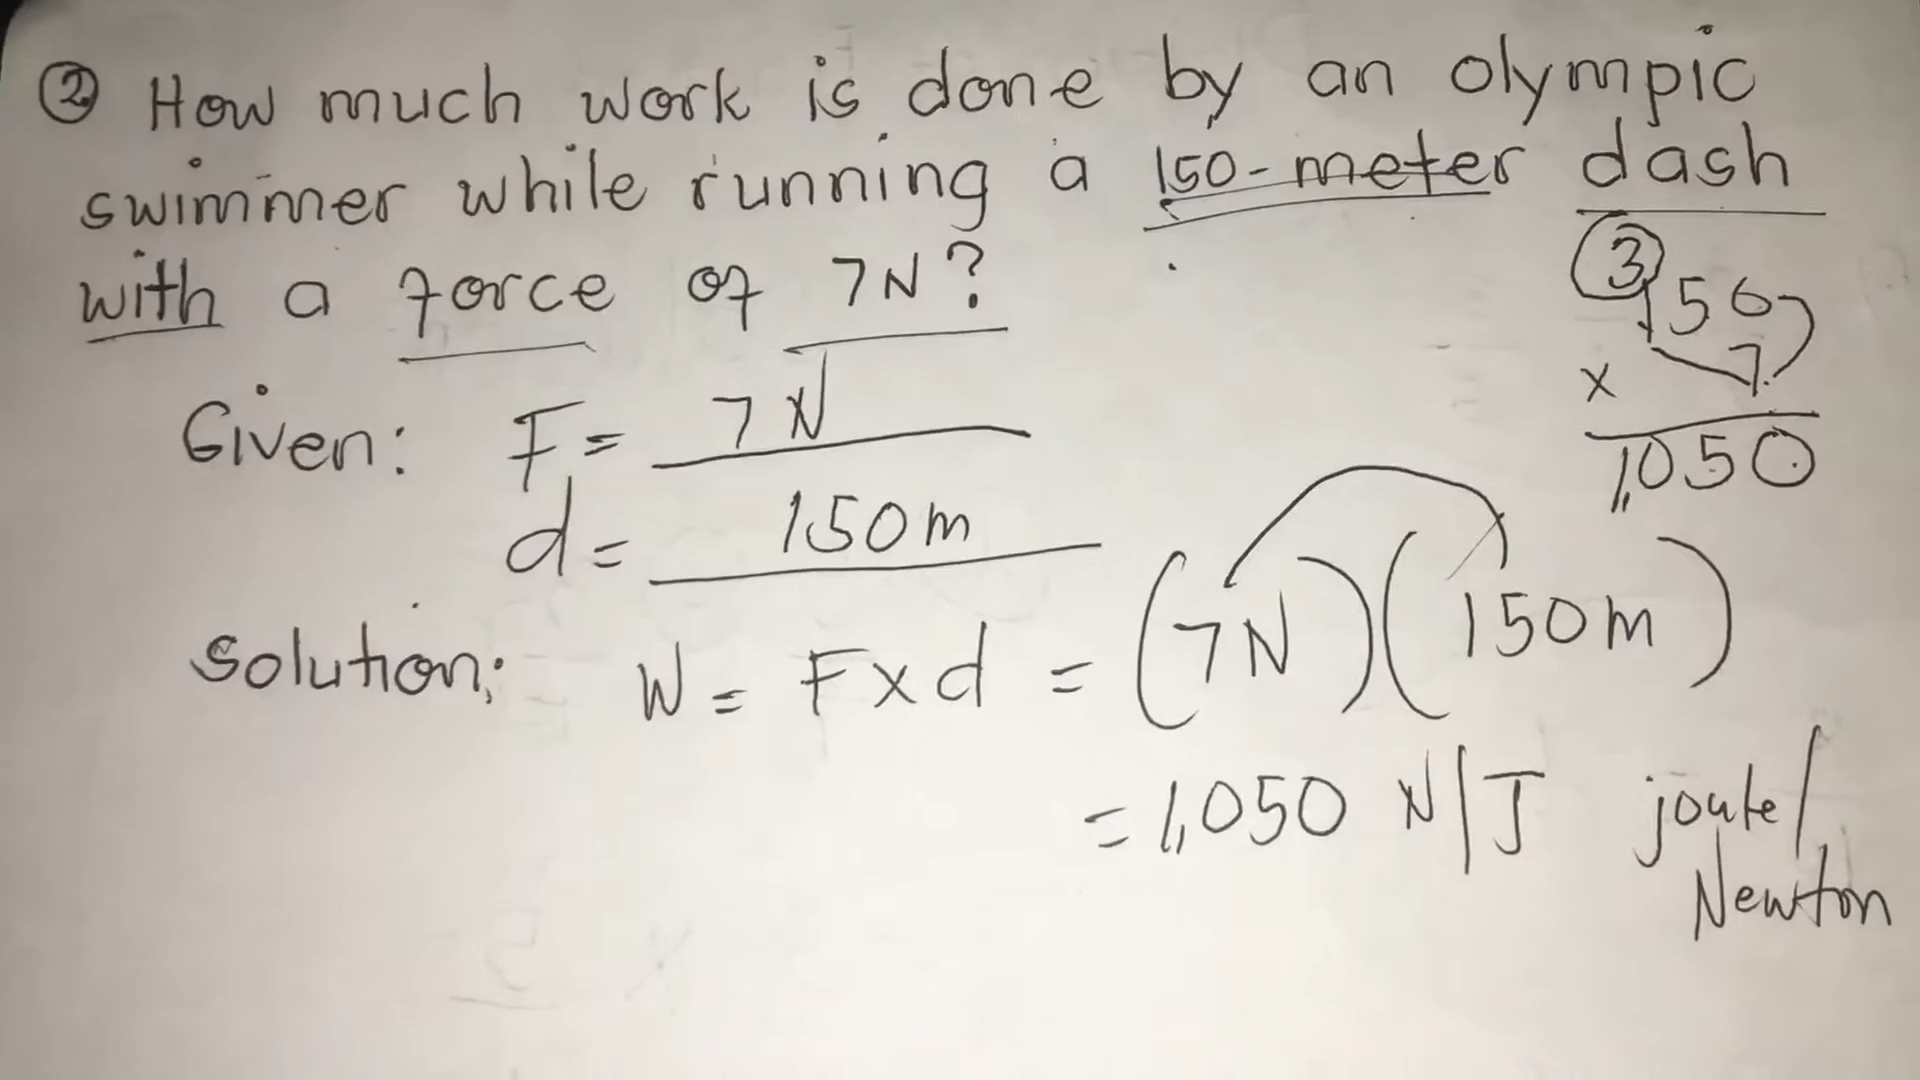 ② How much work is done by an olympic
swimmer while running a 150-meter dash
with a force of 7N?
③
150
x 7
1,050
Given: F = 7N
d = 150m
Solution: W = F x d = (7N)(150m)
= 1,050 N/J joule/
Newton